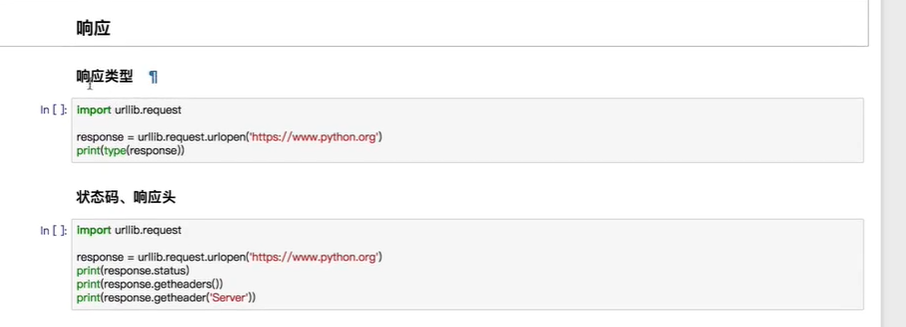 响应
响应类型 ¶
In [ ]: import urllib.request
response = urllib.request.urlopen('https://www.python.org')
print(type(response))
状态码、响应头
In [ ]: import urllib.request
response = urllib.request.urlopen('https://www.python.org')
print(response.status)
print(response.getheaders())
print(response.getheader('Server'))